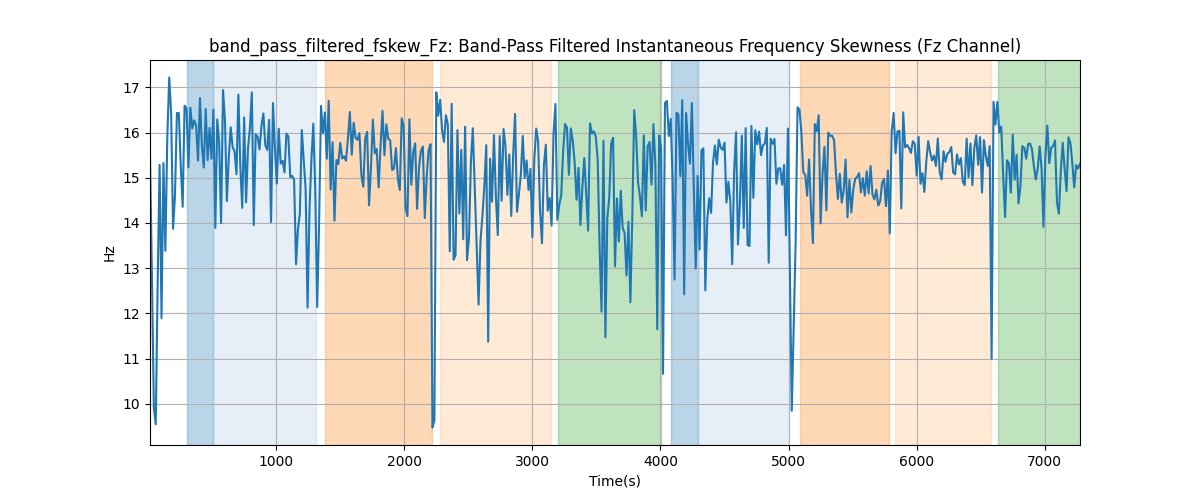 band_pass_filtered_fskew_Fz: Band-Pass Filtered Instantaneous Frequency Skewness (Fz Channel)
17
16
15
14
13
12
11
10
Hz
1000 2000 3000 4000 5000 6000 7000
Time(s)